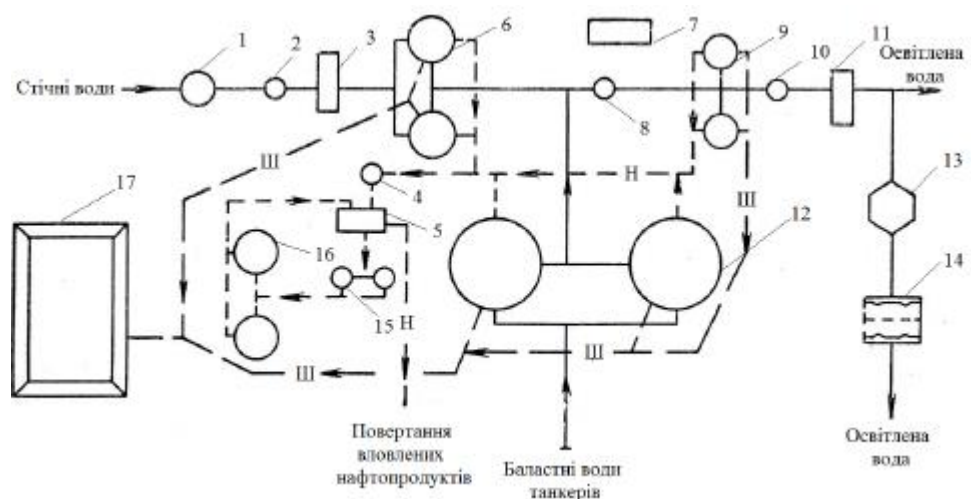 1
2
3
6
7
9
10
11
Освітлена
вода
Стічні води
8
Ш
4
Н
13
17
5
Ш
12
16
14
15
Н
Ш
Ш
Повертання
вловлених
нафтопродуктів
Баластні води
танкерів
Освітлена
вода